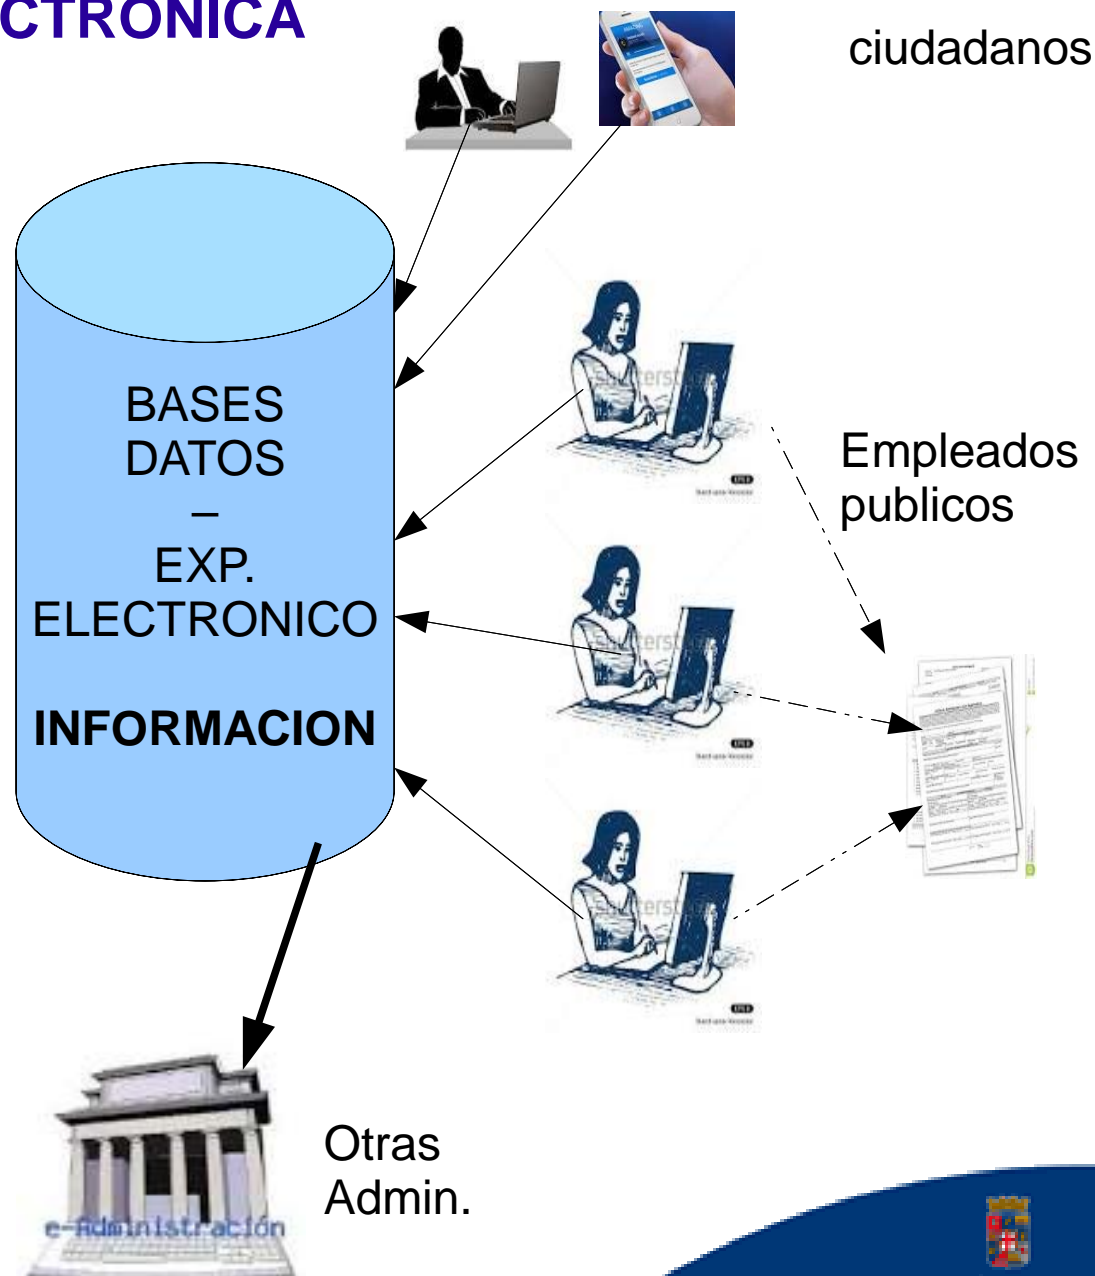 CTRONICA
ciudadanos
BASES
DATOS
–
EXP.
ELECTRONICO
INFORMACION
Empleados
publicos
Otras
Admin.
e-Administración